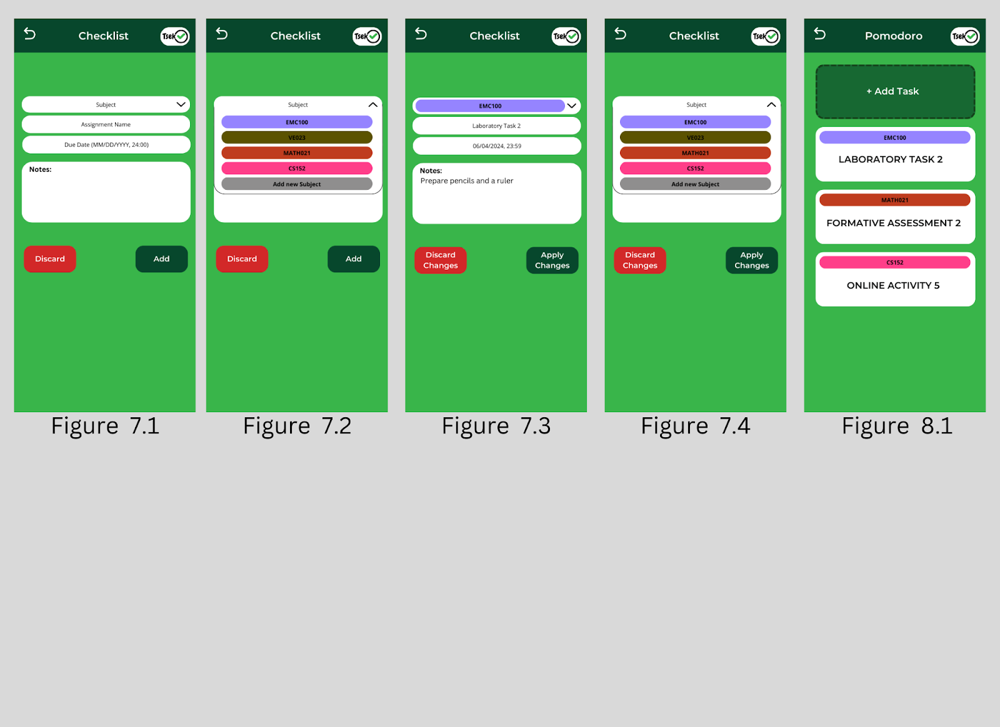 Checklist
Tsek
Subject
Assignment Name
Due Date (MM/DD/YYYY, 24:00)
Notes:
Discard
Add
Figure 7.1
Checklist
Tsek
Subject
EMC100
VE023
MATH021
CS152
Add new Subject
Discard
Add
Figure 7.2
Checklist
Tsek
EMC100
Laboratory Task 2
06/04/2024, 23:59
Notes:
Prepare pencils and a ruler
Discard
Changes
Apply
Changes
Figure 7.3
Checklist
Tsek
Subject
EMC100
VE023
MATH021
CS152
Add new Subject
Discard
Changes
Apply
Changes
Figure 7.4
Pomodoro
Tsek
+ Add Task
EMC100
LABORATORY TASK 2
MATH021
FORMATIVE ASSESSMENT 2
CS152
ONLINE ACTIVITY 5
Figure 8.1